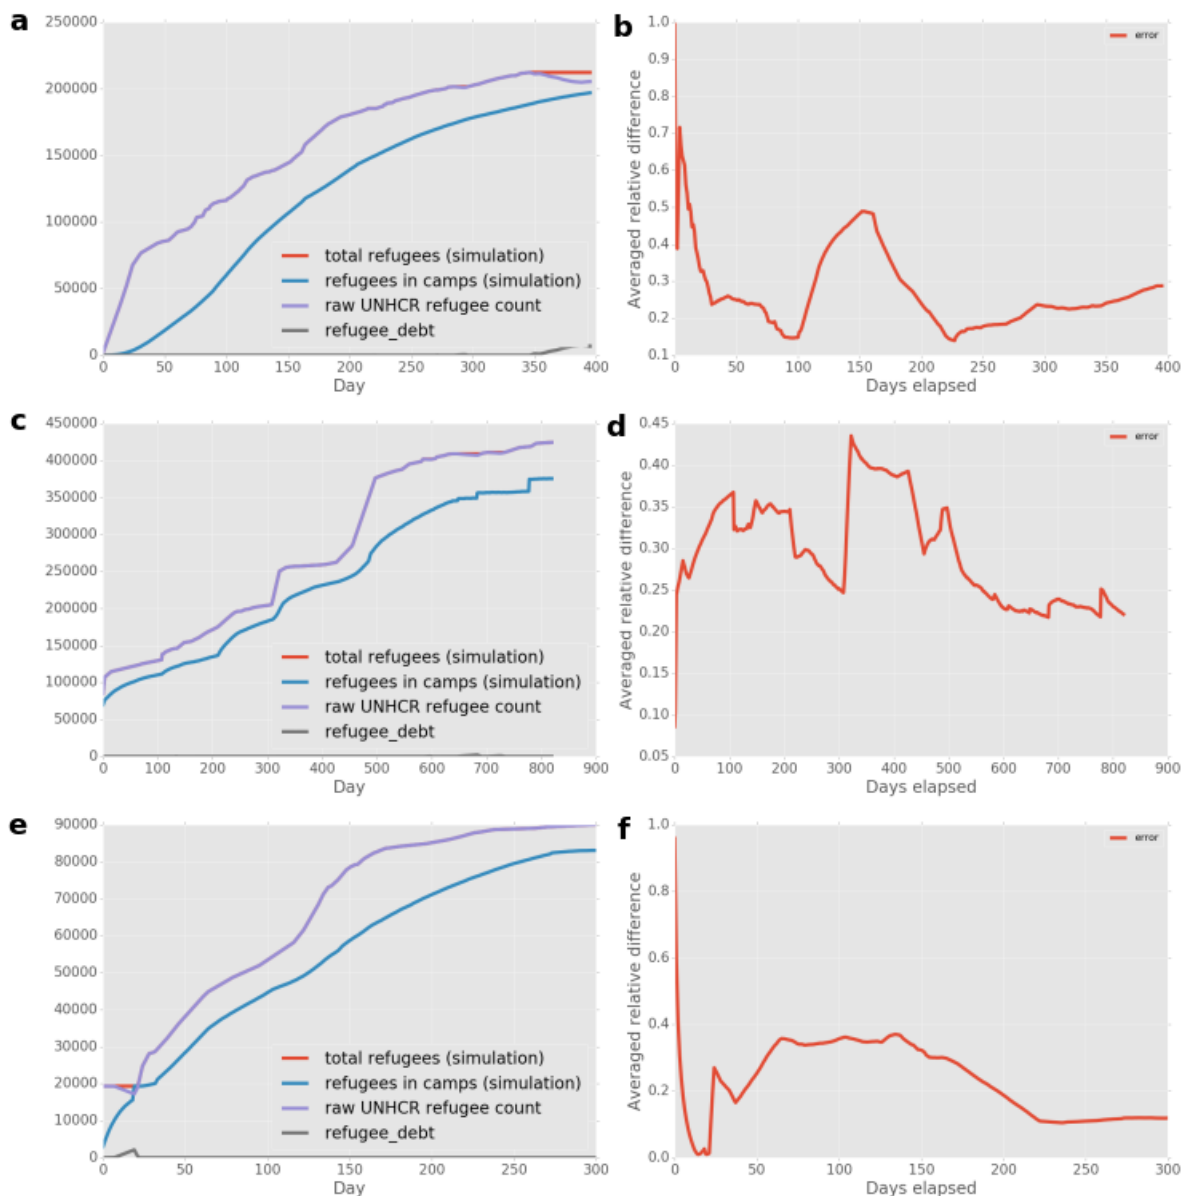 a
250000
200000
150000
100000
50000
0
0 50 100 150 200 250 300 350 400
Day
total refugees (simulation)
refugees in camps (simulation)
raw UNHCR refugee count
refugee_debt
b
1.0
0.9
0.8
0.7
0.6
0.5
0.4
0.3
0.2
0.1
0 50 100 150 200 250 300 350 400
Days elapsed
Averaged relative difference
error
c
450000
400000
350000
300000
250000
200000
150000
100000
50000
0
0 100 200 300 400 500 600 700 800 900
Day
total refugees (simulation)
refugees in camps (simulation)
raw UNHCR refugee count
refugee_debt
d
0.45
0.40
0.35
0.30
0.25
0.20
0.15
0.10
0.05
0 100 200 300 400 500 600 700 800 900
Days elapsed
Averaged relative difference
error
e
90000
80000
70000
60000
50000
40000
30000
20000
10000
0
0 50 100 150 200 250 300
Day
total refugees (simulation)
refugees in camps (simulation)
raw UNHCR refugee count
refugee_debt
f
1.0
0.8
0.6
0.4
0.2
0.0
0 50 100 150 200 250 300
Days elapsed
Averaged relative difference
error